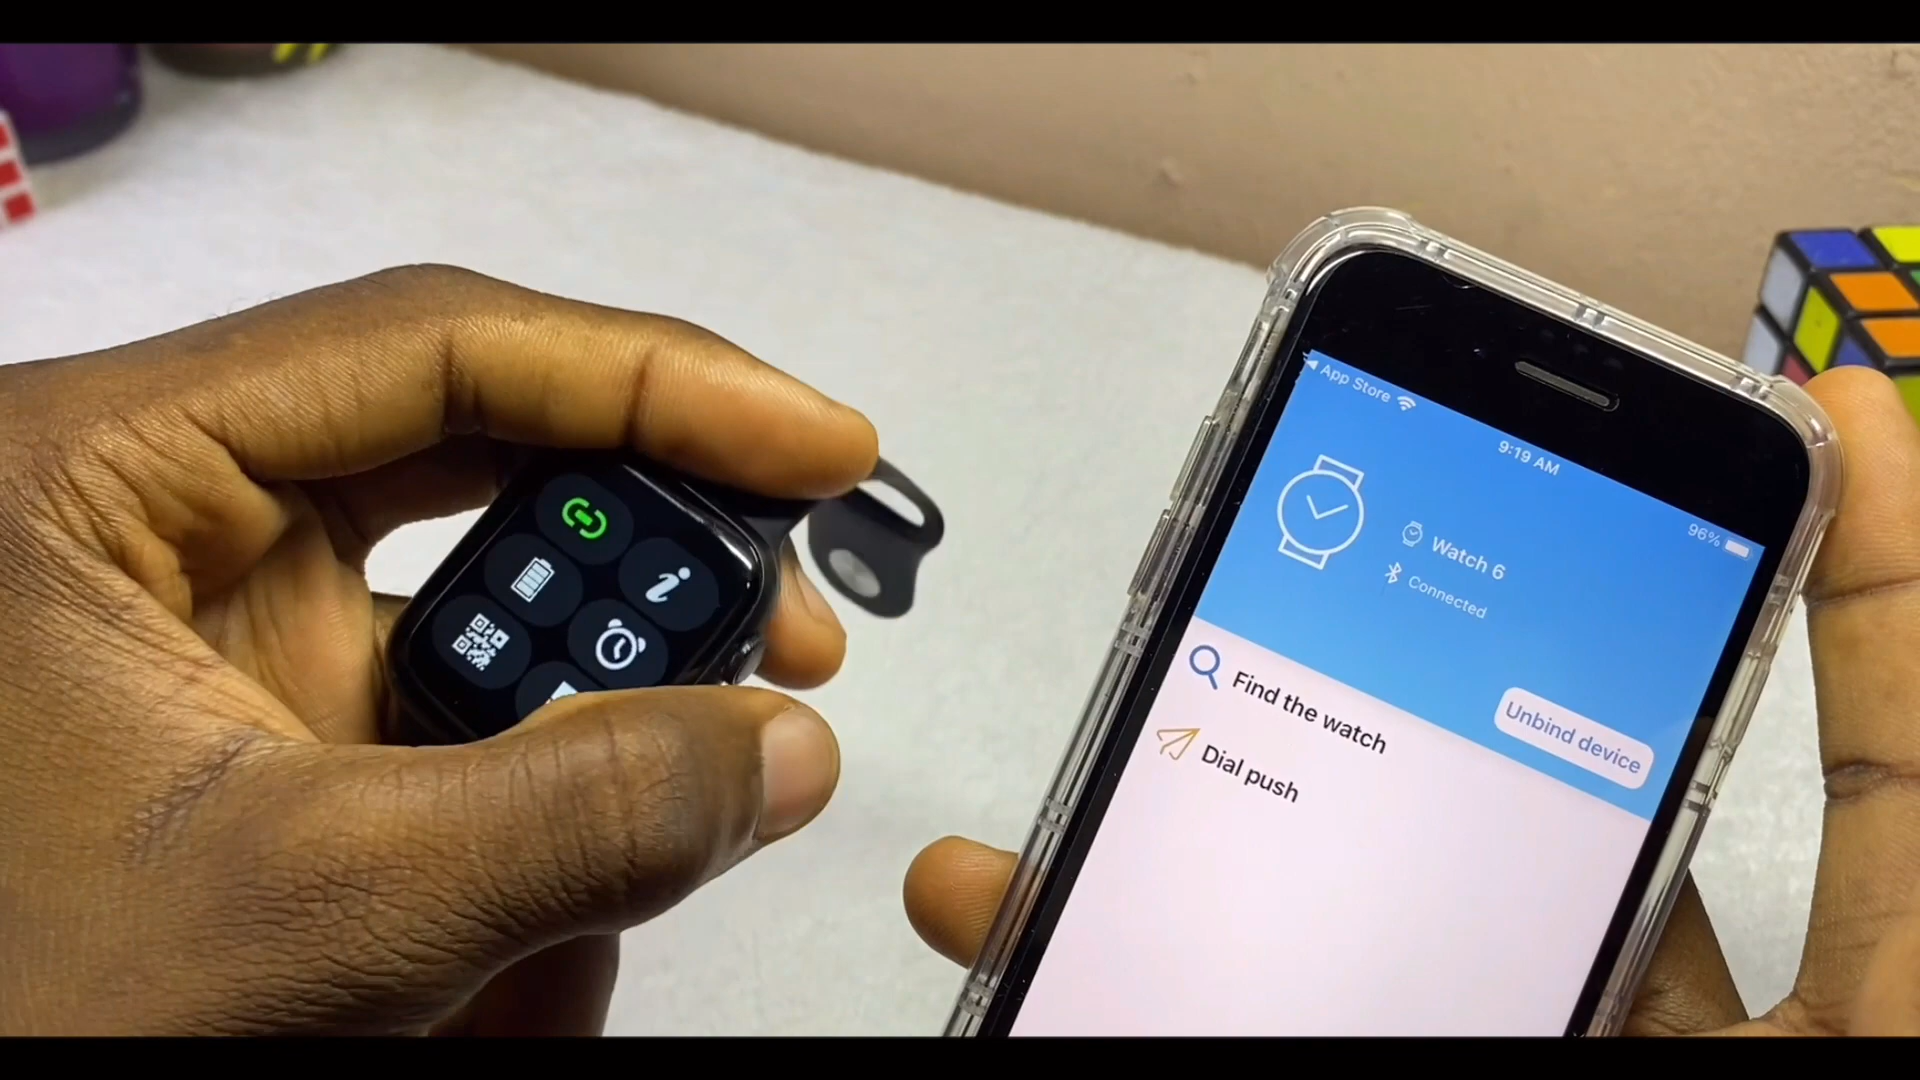 App Store
9:19 AM
96%
Watch 6
Connected
Unbind device
Find the watch
Dial push